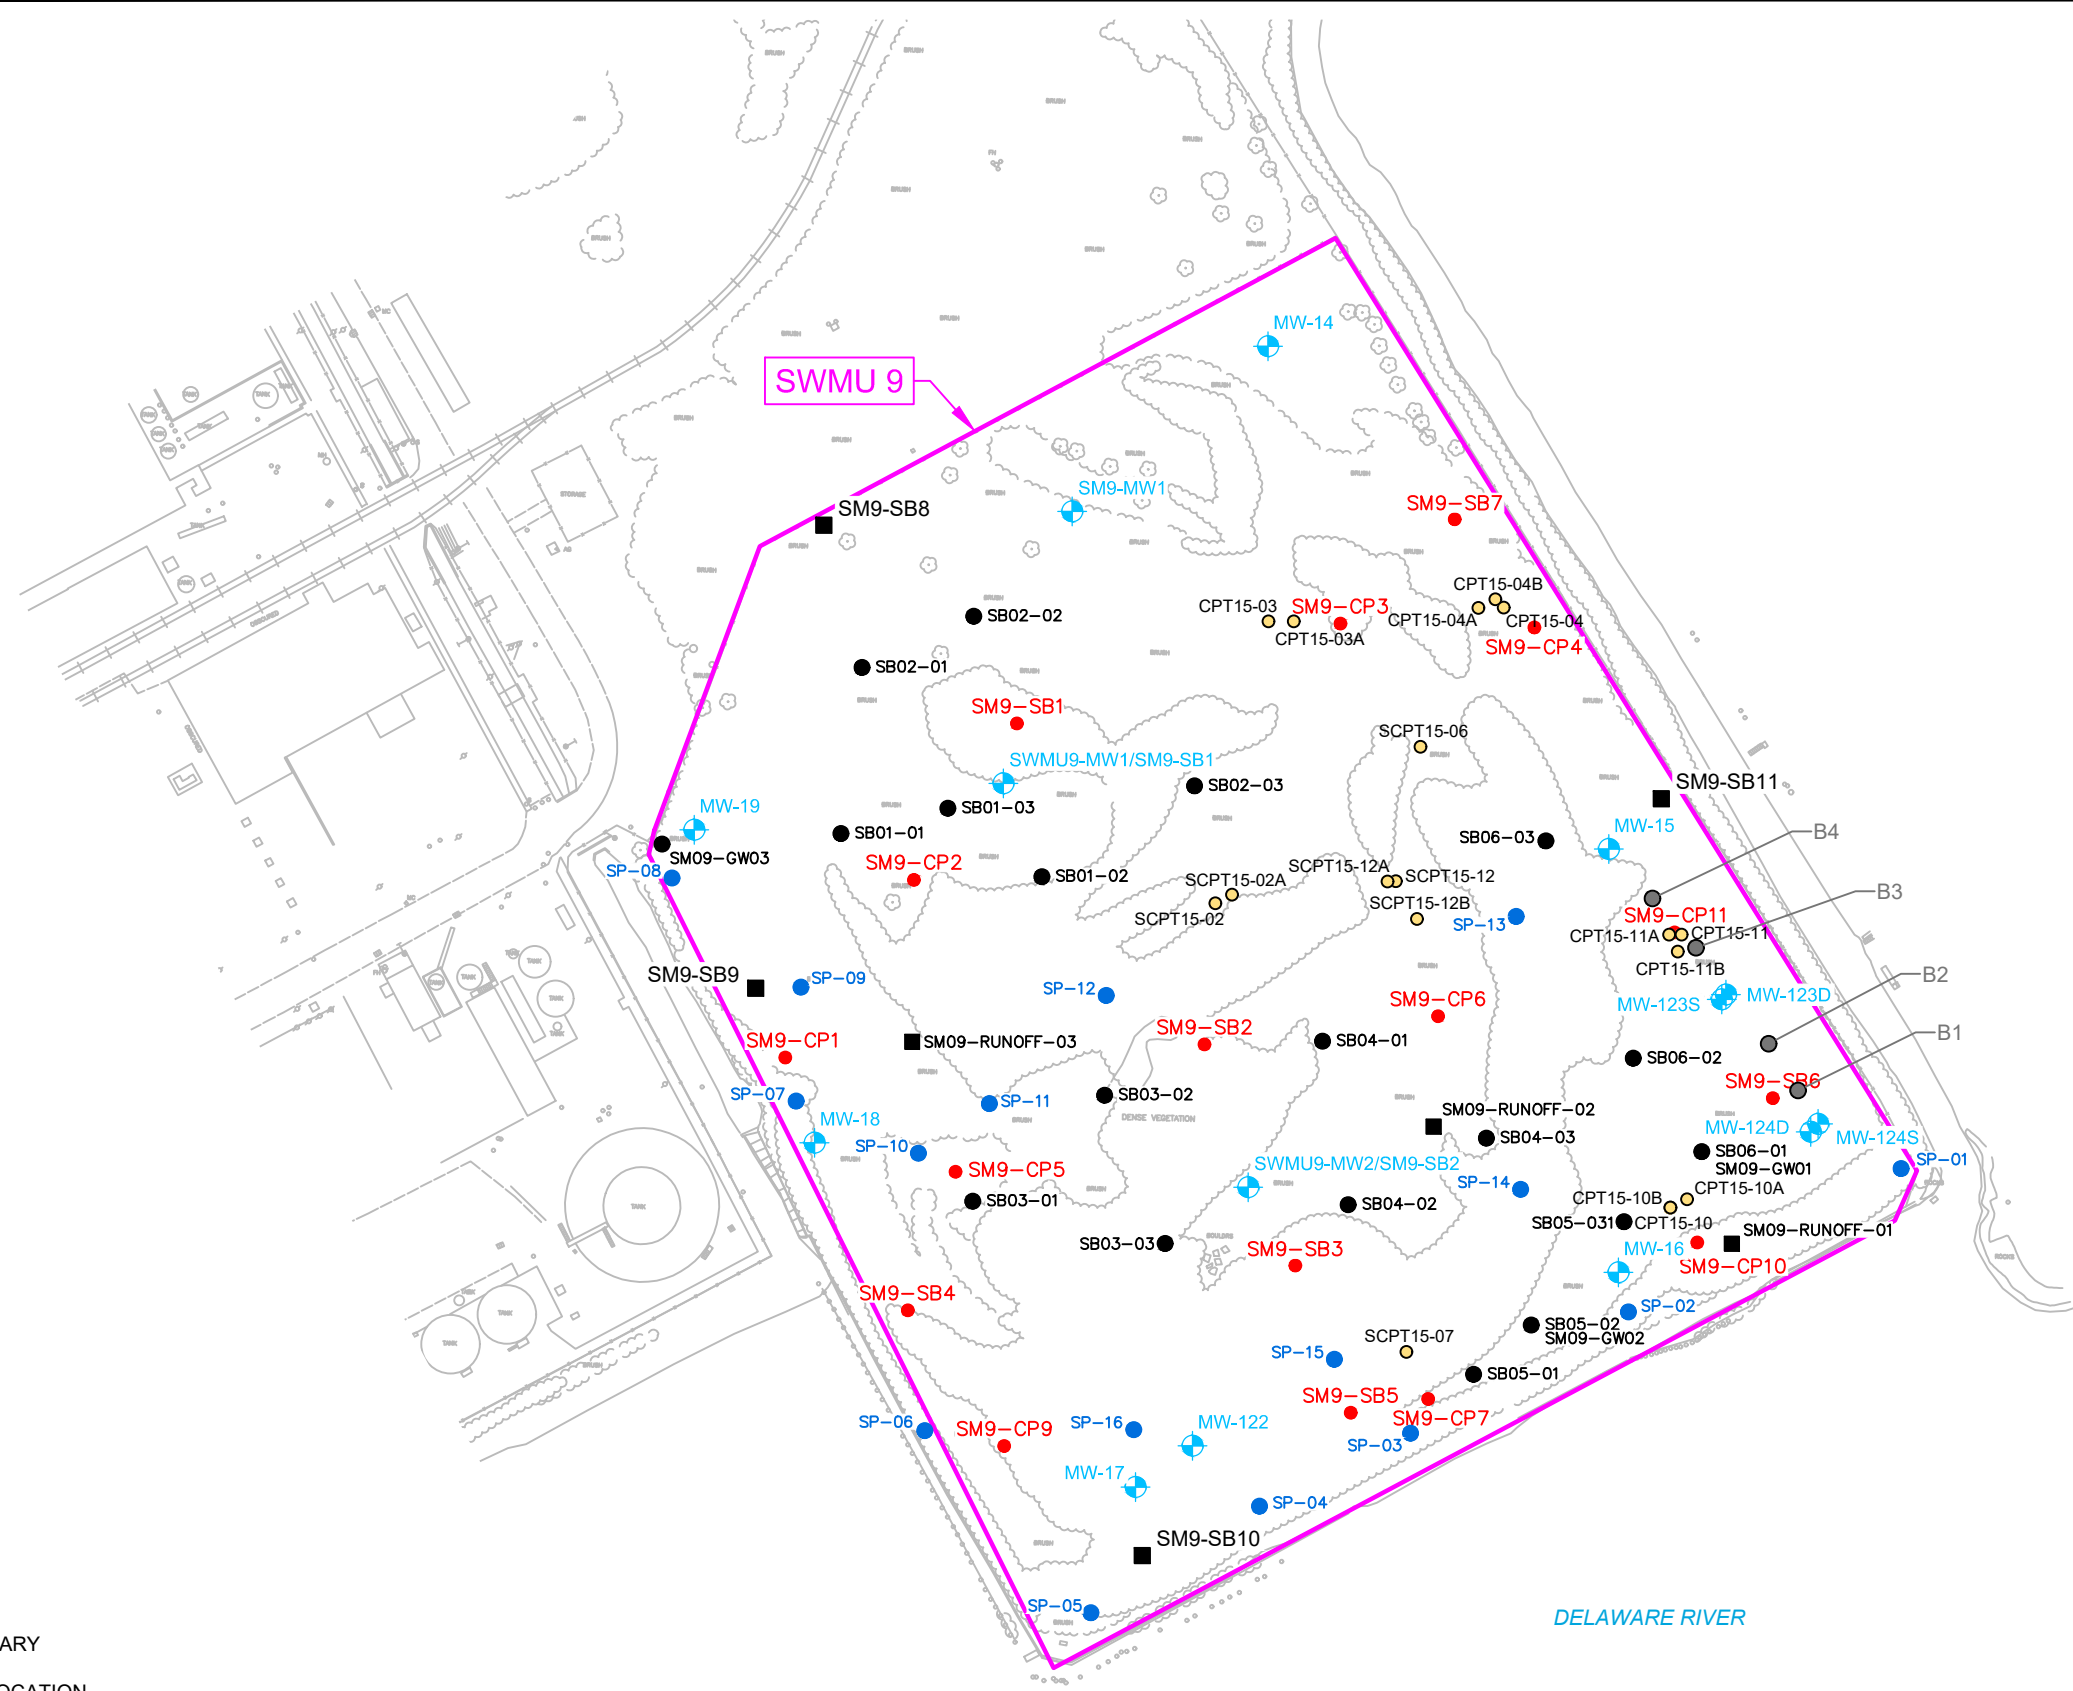 MW-14
SWMU 9
SM9-MW1
SM9-SB8
SM9-SB7
CPT15-04B
CPT15-03
SM9-CP3
CPT15-04A
CPT15-04
CPT15-03A
SM9-CP4
SB02-02
SB02-01
SM9-SB1
SCPT15-06
SWMU9-MW1/SM9-SB1
SB02-03
SM9-SB11
SB01-03
MW-19
SB01-01
SB06-03
MW-15
B4
SM09-GW03
SM9-CP2
SP-08
SB01-02
SCPT15-12A
SCPT15-12
SCPT15-02A
SCPT15-12B
SCPT15-02
SP-13
B3
SM9-CP11
CPT15-11A
CPT15-11
CPT15-11B
SM9-SB9
SP-09
SP-12
SM9-CP6
MW-123S
MW-123D
B2
SM9-CP1
SM09-RUNOFF-03
SM9-SB2
SB04-01
SB06-02
B1
SM9-SB6
SP-07
SP-11
SB03-02
DENSE VEGETATION
SM09-RUNOFF-02
SB04-03
MW-18
MW-124D
MW-124S
SP-10
SB06-01
SM09-GW01
SP-01
SM9-CP5
SWMU9-MW2/SM9-SB2
SP-14
CPT15-10B
CPT15-10A
SB03-01
SB04-02
SB05-031
CPT15-10
SM09-RUNOFF-01
SB03-03
SM9-SB3
MW-16
SM9-CP10
SM9-SB4
SP-02
SB05-02
SM09-GW02
SCPT15-07
SP-15
SB05-01
SM9-SB5
SM9-CP7
SP-06
SM9-CP9
SP-16
MW-122
SP-03
MW-17
SP-04
SM9-SB10
SP-05
DELAWARE RIVER
ARY
OCATION
STORAGE
BOULDERS
ROCKS
TANK
BRUSH